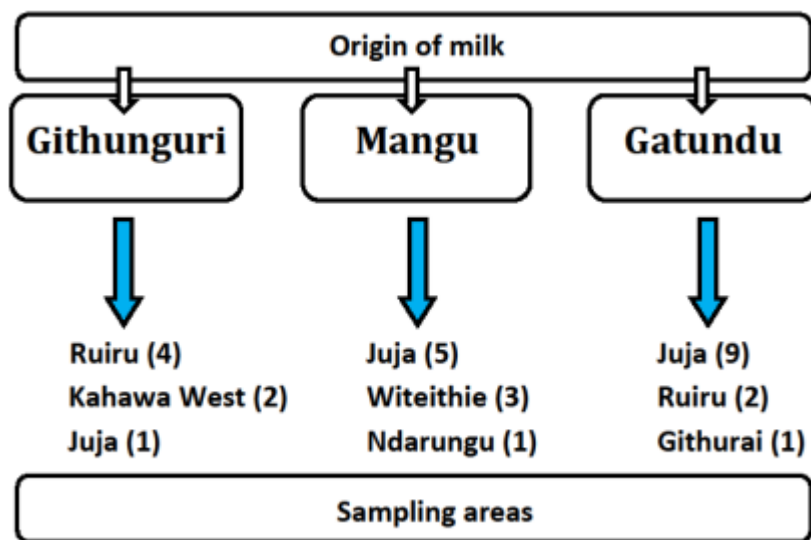 Origin of milk
Githunguri
Mangu
Gatundu
Ruiru (4)
Kahawa West (2)
Juja (1)
Juja (5)
Witeithie (3)
Ndarungu (1)
Juja (9)
Ruiru (2)
Githurai (1)
Sampling areas